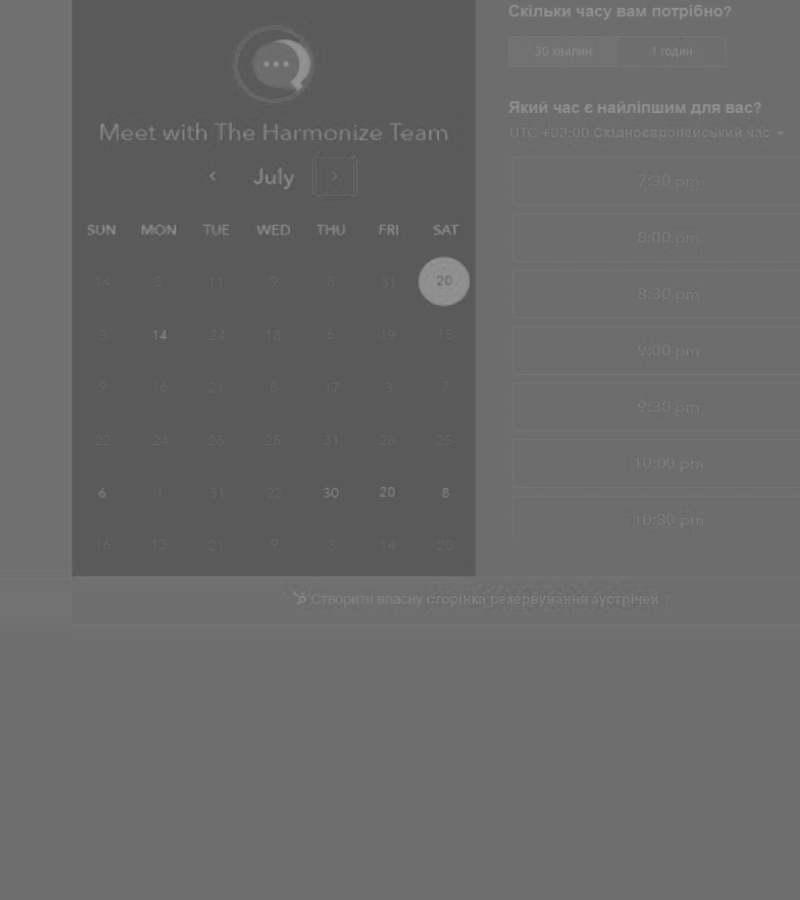 Meet with The Harmonize Team
July
SUN MON TUE WED THU FRI SAT
14 5 11 9 8 31 20
3 14 24 18 6 19 15
9 16 21 8 17 3 7
22 24 26 25 31 28 25
6 1 31 22 30 20 8
16 13 21 9 3 14 20
Скільки часу вам потрібно?
30 хвилин 1 годин
Який час є найліпшим для вас?
UTC +03:00 Східноєвропейський час
7:30 pm
8:00 pm
8:30 pm
9:00 pm
9:30 pm
10:00 pm
10:30 pm
Створити власну сторінка резервування зустрічей